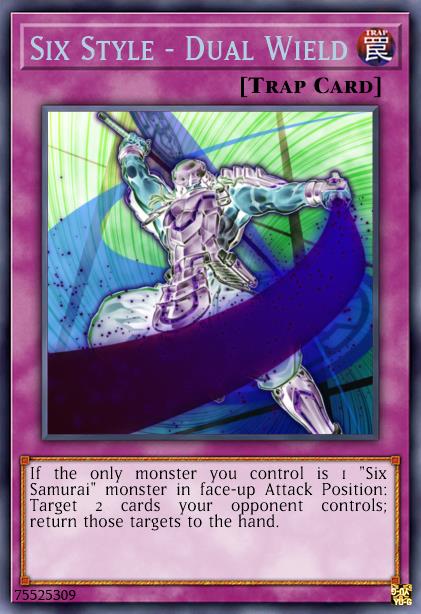 Six Style - Dual Wield
TRAP
罠
[Trap Card]
If the only monster you control is 1 "Six
Samurai" monster in face-up Attack Position:
Target 2 cards your opponent controls;
return those targets to the hand.
75525309